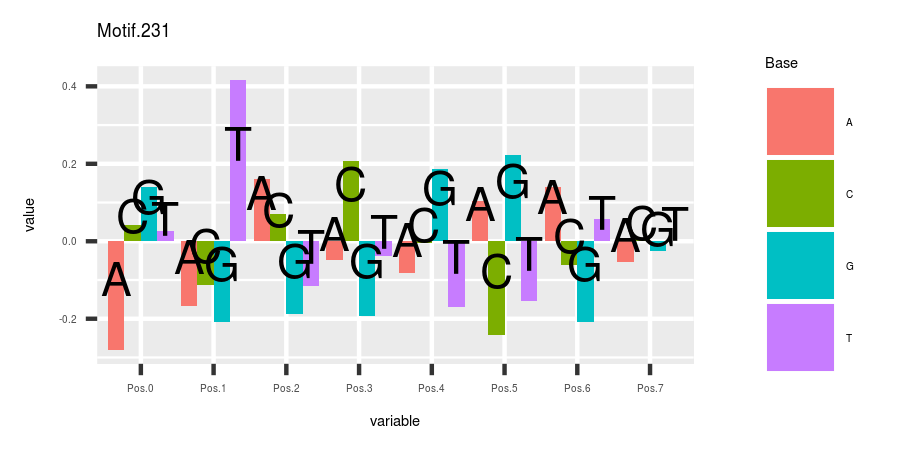 Motif.231
Base
0.4
0.2
0.0
-0.2
value
A C G T A C G T A C G T A C G T A C G T A C G T A C G T A C G T
A
C
G
T
Pos.0 Pos.1 Pos.2 Pos.3 Pos.4 Pos.5 Pos.6 Pos.7
variable